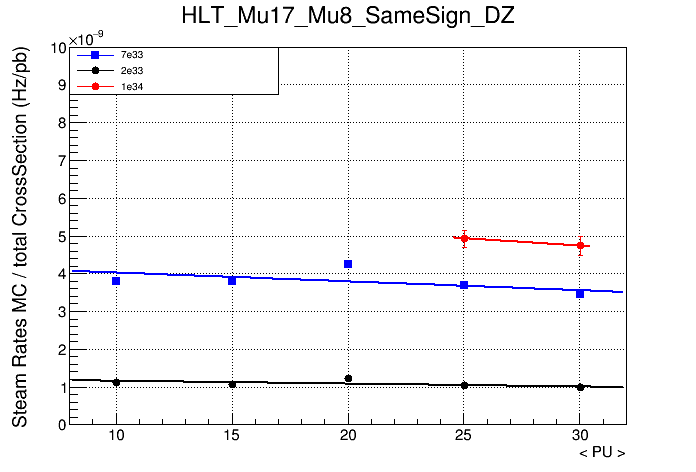 HLT_Mu17_Mu8_SameSign_DZ
×10⁻⁹
10
9
8
7
6
5
4
3
2
1
0
7e33
2e33
1e34
Steam Rates MC / total CrossSection (Hz/pb)
10 15 20 25 30
< PU >